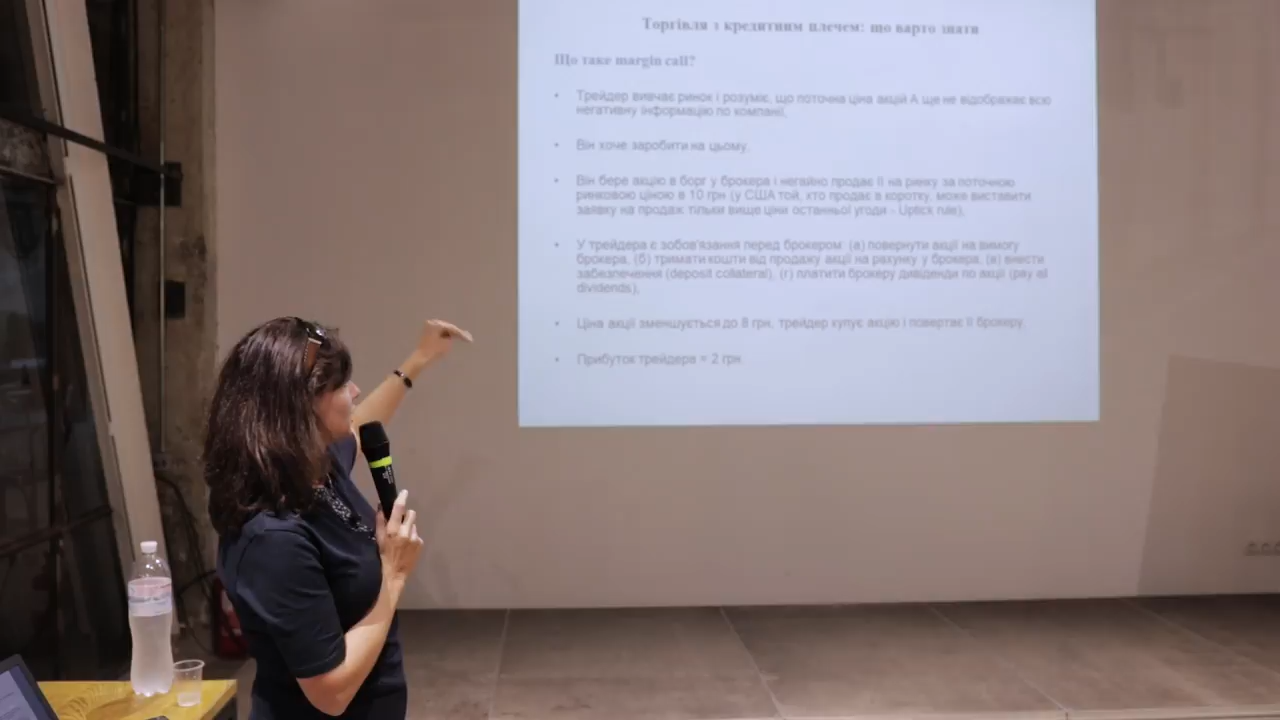 Торгівля з кредитним плечем: що варто знати
Що таке margin call?
• Трейдер вивчає ринок і розуміє, що поточна ціна акцій А ще не відображає всю
негативну інформацію по компанії.
• Він хоче заробити на цьому.
• Він бере акцію в борг у брокера і негайно продає її на ринку за поточною
ринковою ціною в 10 грн (у США той, хто продає в коротку, може виставити
заявку на продаж тільки вище ціни останньої угоди - Uptick rule).
• У трейдера є зобов'язання перед брокером: (а) повернути акції на вимогу
брокера, (б) тримати кошти від продажу акції на рахунку у брокера, (в) внести
забезпечення (deposit collateral), (г) платити брокеру дивіденди по акції (pay all
dividends).
• Ціна акції зменшується до 8 грн, трейдер купує акцію і повертає її брокеру.
• Прибуток трейдера = 2 грн.